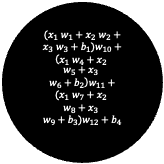 (x₁ w₁ + x₂ w₂ +
x₃ w₃ + b₁)w₁₀ +
(x₁ w₄ + x₂
w₅ + x₃
w₆ + b₂)w₁₁ +
(x₁ w₇ + x₂
w₈ + x₃
w₉ + b₃)w₁₂ + b₄